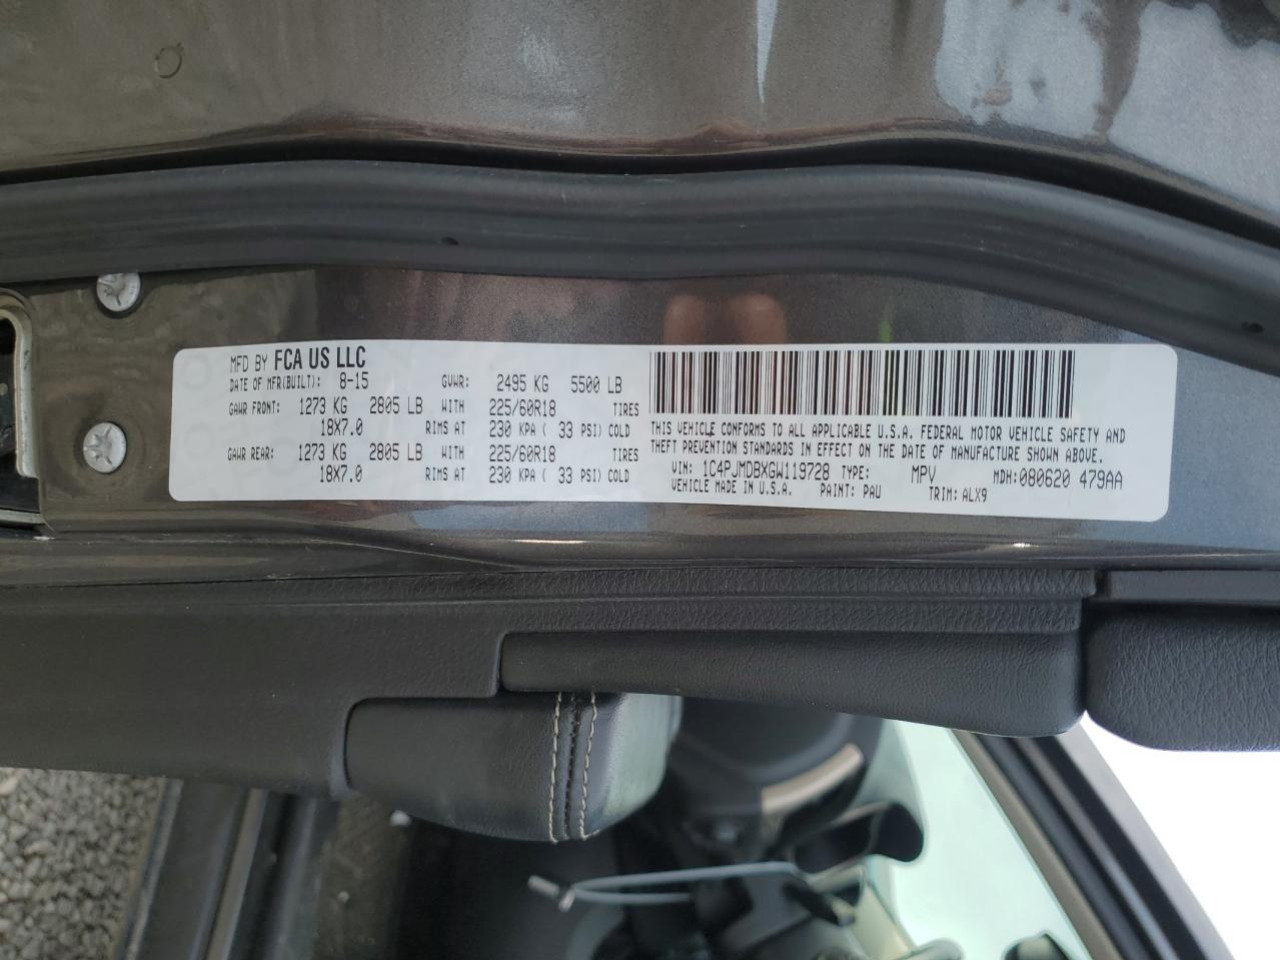 MFD BY FCA US LLC
DATE OF MFR(BUILT): 8-15 GVWR: 2495 KG 5500 LB
GAWR FRONT: 1273 KG 2805 LB WITH 225/60R18 TIRES
18X7.0 RIMS AT 230 KPA ( 33 PSI) COLD
GAWR REAR: 1273 KG 2805 LB WITH 225/60R18 TIRES
18X7.0 RIMS AT 230 KPA ( 33 PSI) COLD
THIS VEHICLE CONFORMS TO ALL APPLICABLE U.S.A. FEDERAL MOTOR VEHICLE SAFETY AND
THEFT PREVENTION STANDARDS IN EFFECT ON THE DATE OF MANUFACTURE SHOWN ABOVE.
VIN: 1C4PJMDBXGW119728 TYPE: MPV MDH:080620 479AA
VEHICLE MADE IN U.S.A. PAINT: PAU TRIM: ALX9